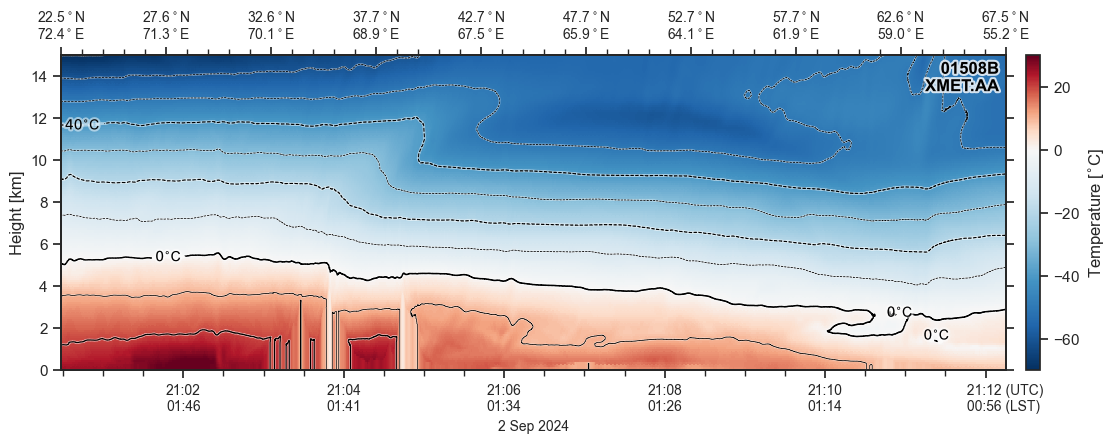 22.5°N 27.6°N 32.6°N 37.7°N 42.7°N 47.7°N 52.7°N 57.7°N 62.6°N 67.5°N
72.4°E 71.3°E 70.1°E 68.9°E 67.5°E 65.9°E 64.1°E 61.9°E 59.0°E 55.2°E
01508B
XMET:AA
14
12
10
8
6
4
2
0
Height [km]
-40°C
0°C
0°C
0°C
20
0
−20
−40
−60
Temperature [°C]
21:02 21:04 21:06 21:08 21:10 21:12 (UTC)
01:46 01:41 01:34 01:26 01:14 00:56 (LST)
2 Sep 2024